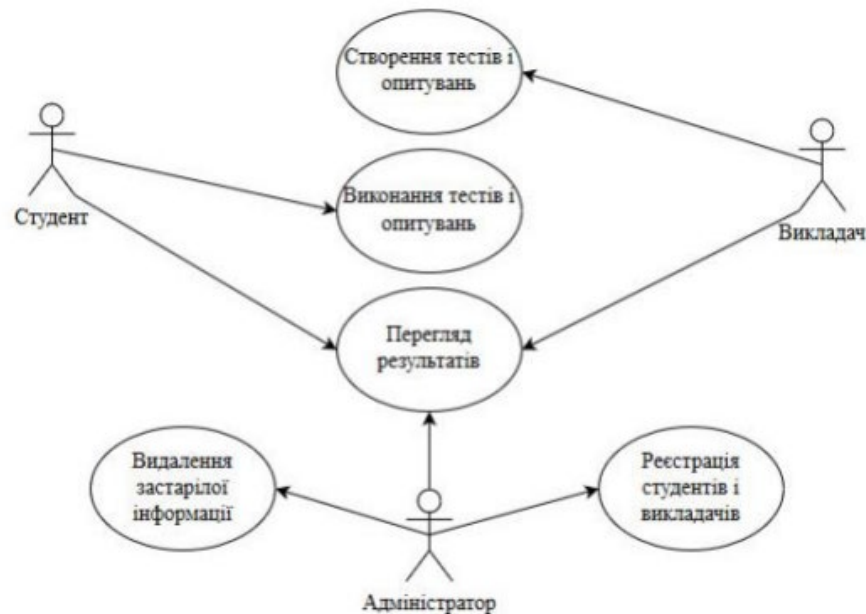 Створення тестів і
опитувань
Студент
Виконання тестів і
опитувань
Викладач
Перегляд
результатів
Видалення
застарілої
інформації
Реєстрація
студентів і
викладачів
Адміністратор